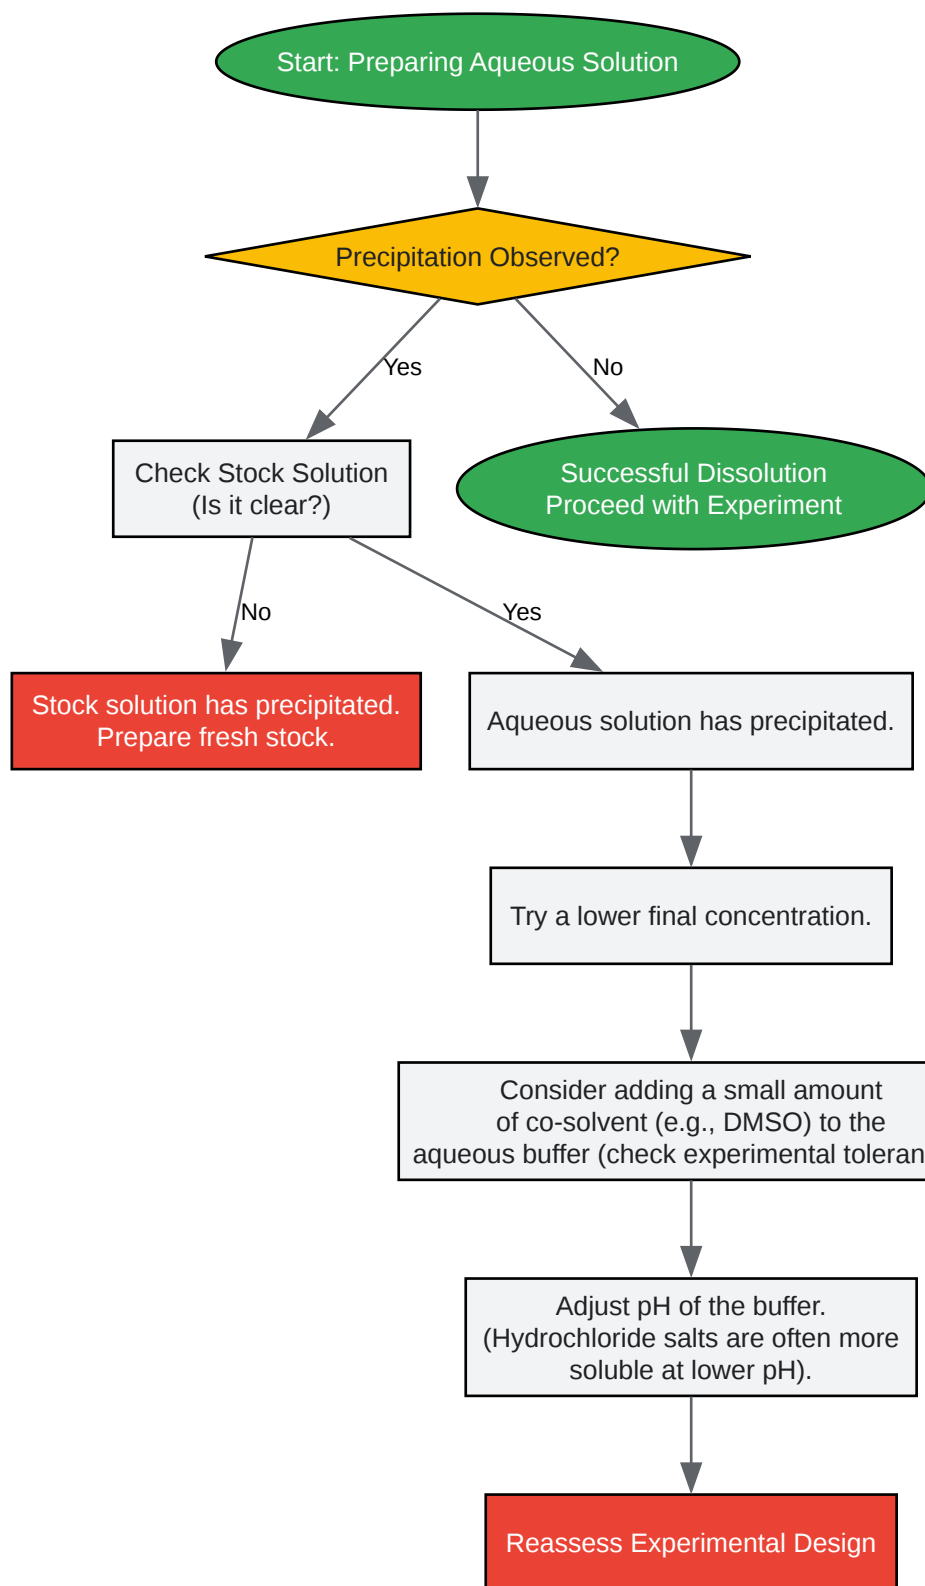 Start: Preparing Aqueous Solution
Precipitation Observed?
Yes
No
Check Stock Solution
(Is it clear?)
Successful Dissolution
Proceed with Experiment
No
Yes
Stock solution has precipitated.
Prepare fresh stock.
Aqueous solution has precipitated.
Try a lower final concentration.
Consider adding a small amount
of co-solvent (e.g., DMSO) to the
aqueous buffer (check experimental
Adjust pH of the buffer.
(Hydrochloride salts are often more
soluble at lower pH).
Reassess Experimental Design